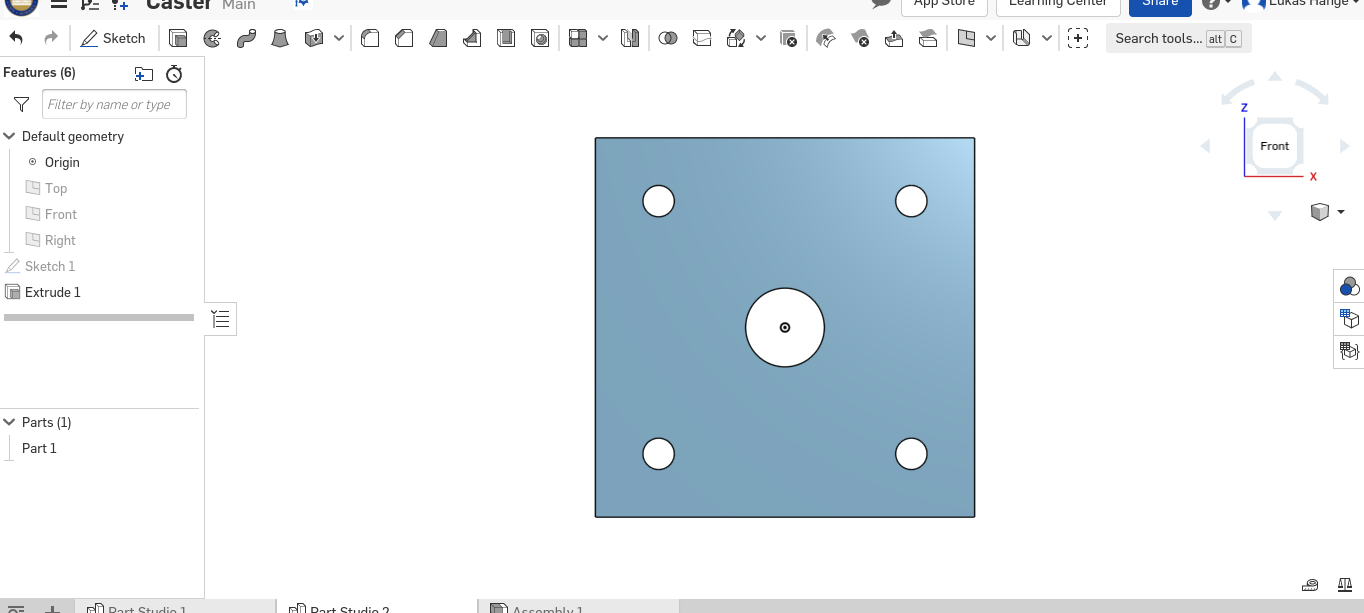 Caster Main
App Store
Learning Center
Share
Lukas Hange
Sketch
Search tools... alt C
Features (6)
Filter by name or type
Default geometry
Origin
Top
Front
Right
Sketch 1
Extrude 1
Parts (1)
Part 1
Z
Front
X
Part Studio 1
Part Studio 2
Assembly 1